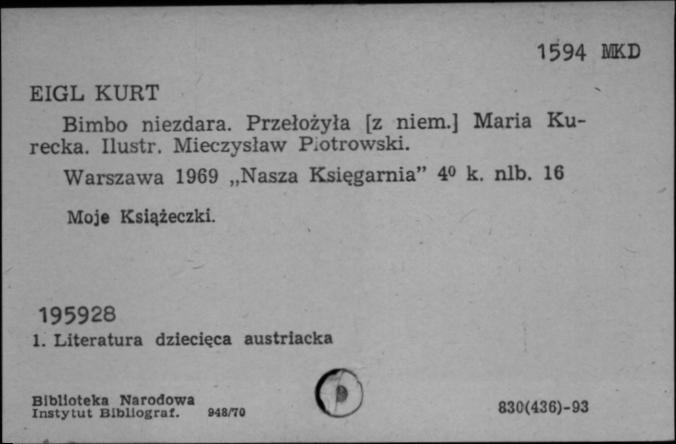 1594 MKD
EIGL KURT
Bimbo niezdara. Przełożyła [z niem.] Maria Ku-
recka. Ilustr. Mieczysław Piotrowski.
Warszawa 1969 „Nasza Księgarnia” 4⁰ k. nlb. 16
Moje Książeczki.
195928
1. Literatura dziecięca austriacka
Biblioteka Narodowa
Instytut Bibliograf. 948/70
830(436)-93